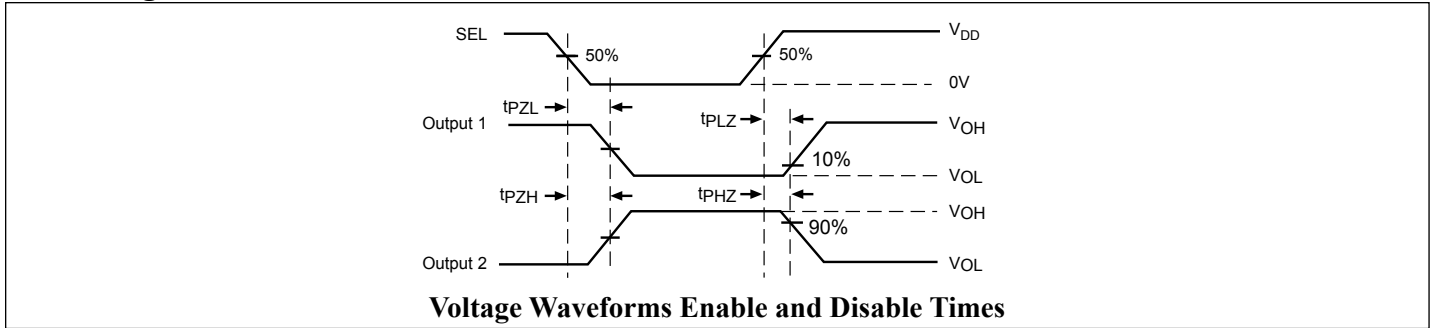 SEL
50%
50%
VDD
0V
tPZL
tPLZ
Output 1
VOH
10%
VOL
tPZH
tPHZ
VOH
90%
Output 2
VOL
Voltage Waveforms Enable and Disable Times